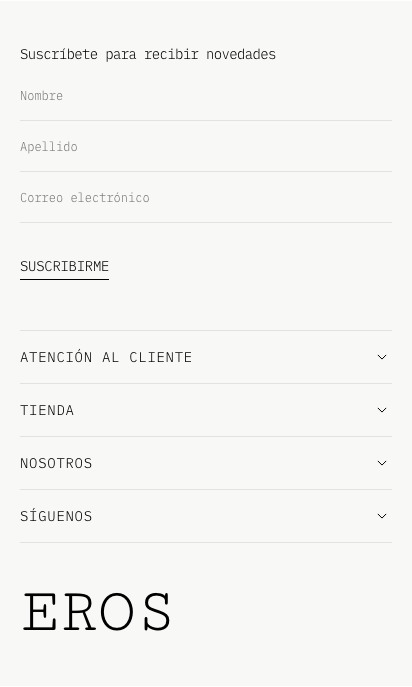 Suscríbete para recibir novedades
Nombre
Apellido
Correo electrónico
SUSCRIBIRME
ATENCIÓN AL CLIENTE
TIENDA
NOSOTROS
SÍGUENOS
EROS